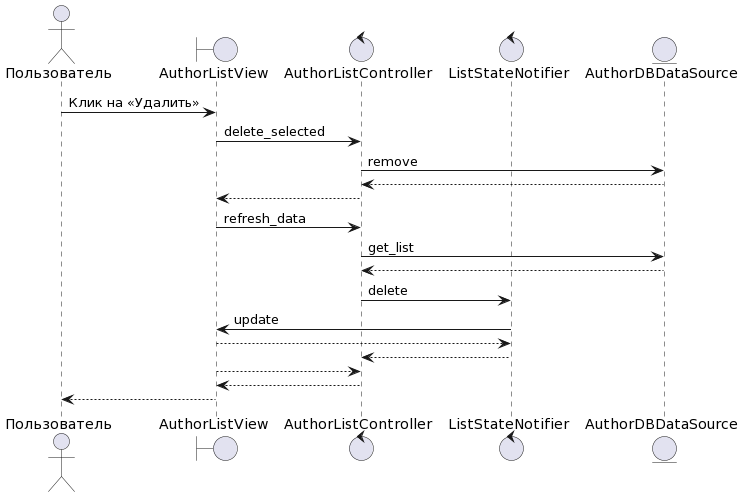 Пользователь
AuthorListView
AuthorListController
ListStateNotifier
AuthorDBDataSource
Клик на «Удалить»
delete_selected
remove
refresh_data
get_list
delete
update
Пользователь
AuthorListView
AuthorListController
ListStateNotifier
AuthorDBDataSource